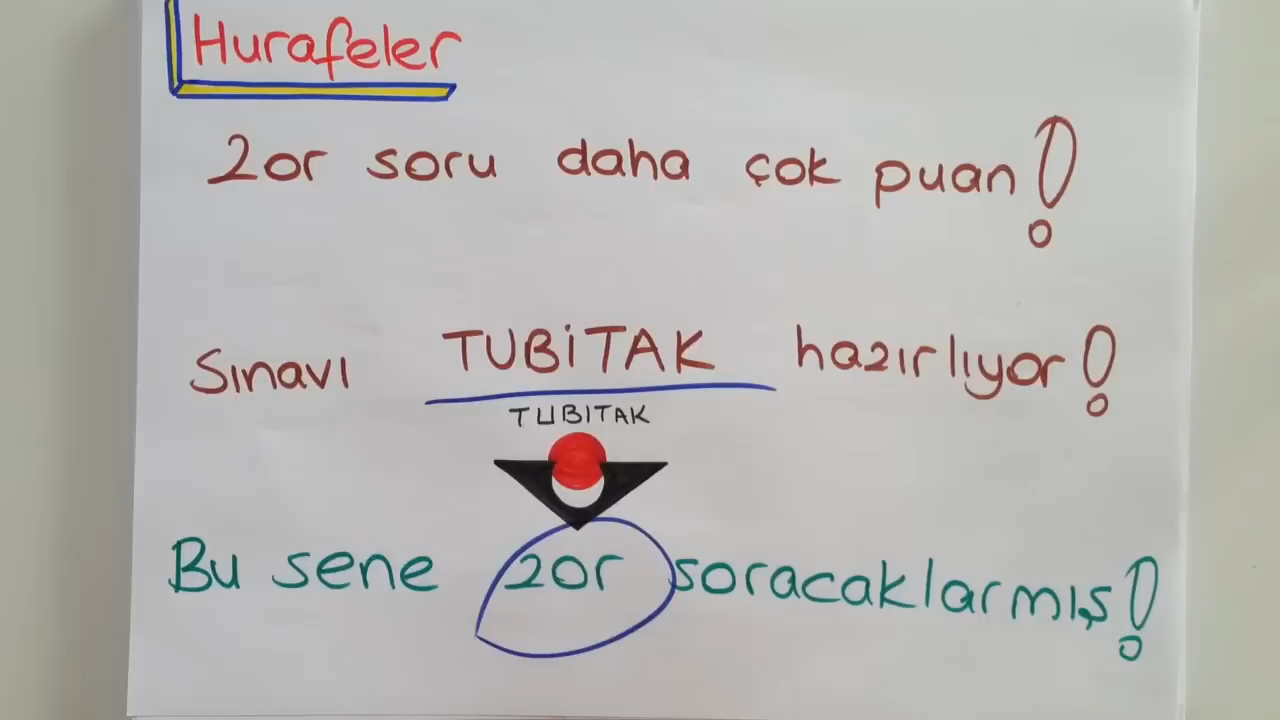 Hurafeler
Zor soru daha çok puan!
Sınavı TUBİTAK hazırlıyor!
TUBITAK
Bu sene zor soracaklarmış!